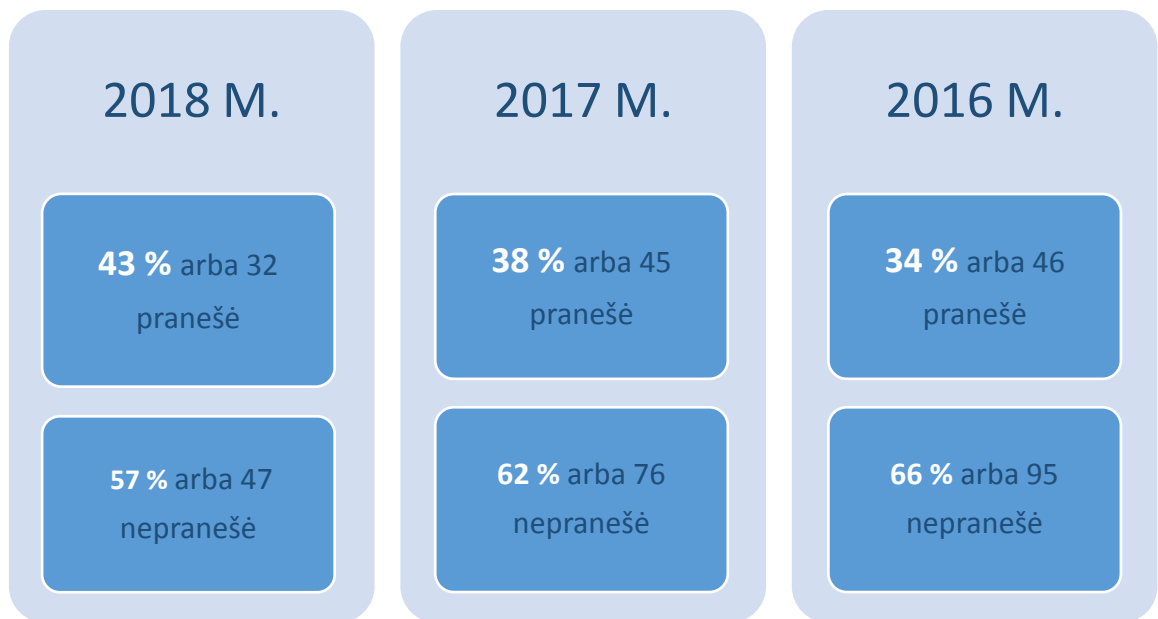 2018 M.
43 % arba 32
pranešė
57 % arba 47
nepranešė
2017 M.
38 % arba 45
pranešė
62 % arba 76
nepranešė
2016 M.
34 % arba 46
pranešė
66 % arba 95
nepranešė